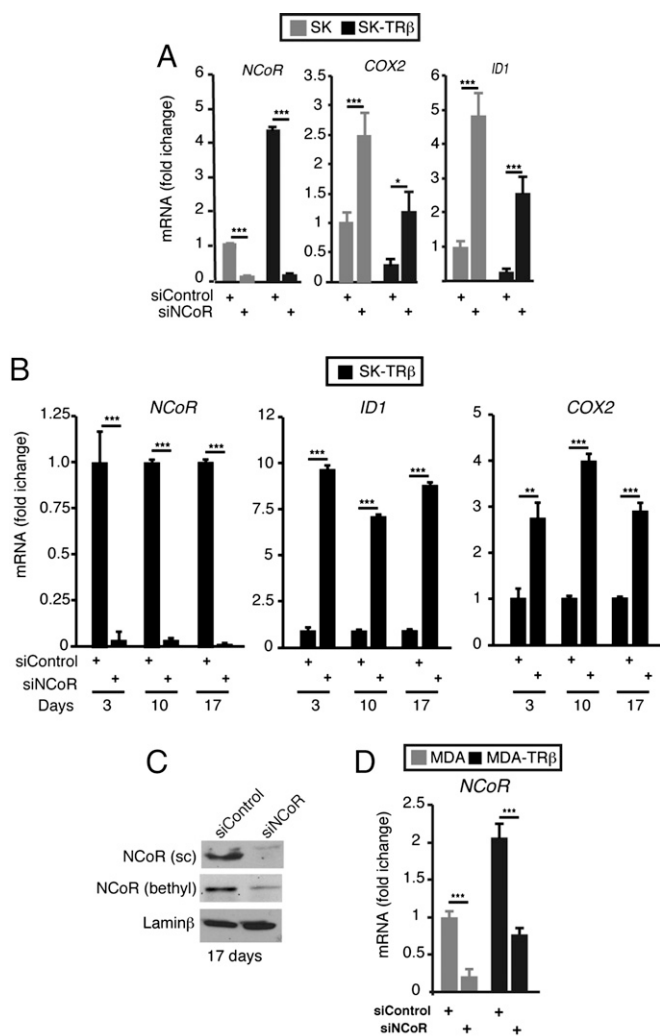 SK SK-TRβ
A
NCoR COX2 ID1
mRNA (fold ichange)
6
5
4
3
2
1
0
***
***
3.5
3
2.5
2
1.5
1
0.5
0
***
*
6
5
4
3
2
1
***
***
siControl + + + + + +
siNCoR + + + + + +
B
SK-TRβ
NCoR ID1 COX2
mRNA (fold ichange)
1.25
1.0
0.75
0.5
0.25
0
***
***
***
12
10
7.5
5
2.5
0
***
***
***
5
4
3
2
1
0
**
***
***
siControl + + + + + + + + +
siNCoR + + + + + + + + +
Days 3 10 17 3 10 17 3 10 17
C
siControl siNCoR
NCoR (sc)
NCoR (bethyl)
Laminβ
17 days
D
MDA MDA-TRβ
NCoR
mRNA (fold ichange)
2.5
2
1.5
1
0.5
0
***
***
siControl + +
siNCoR + +